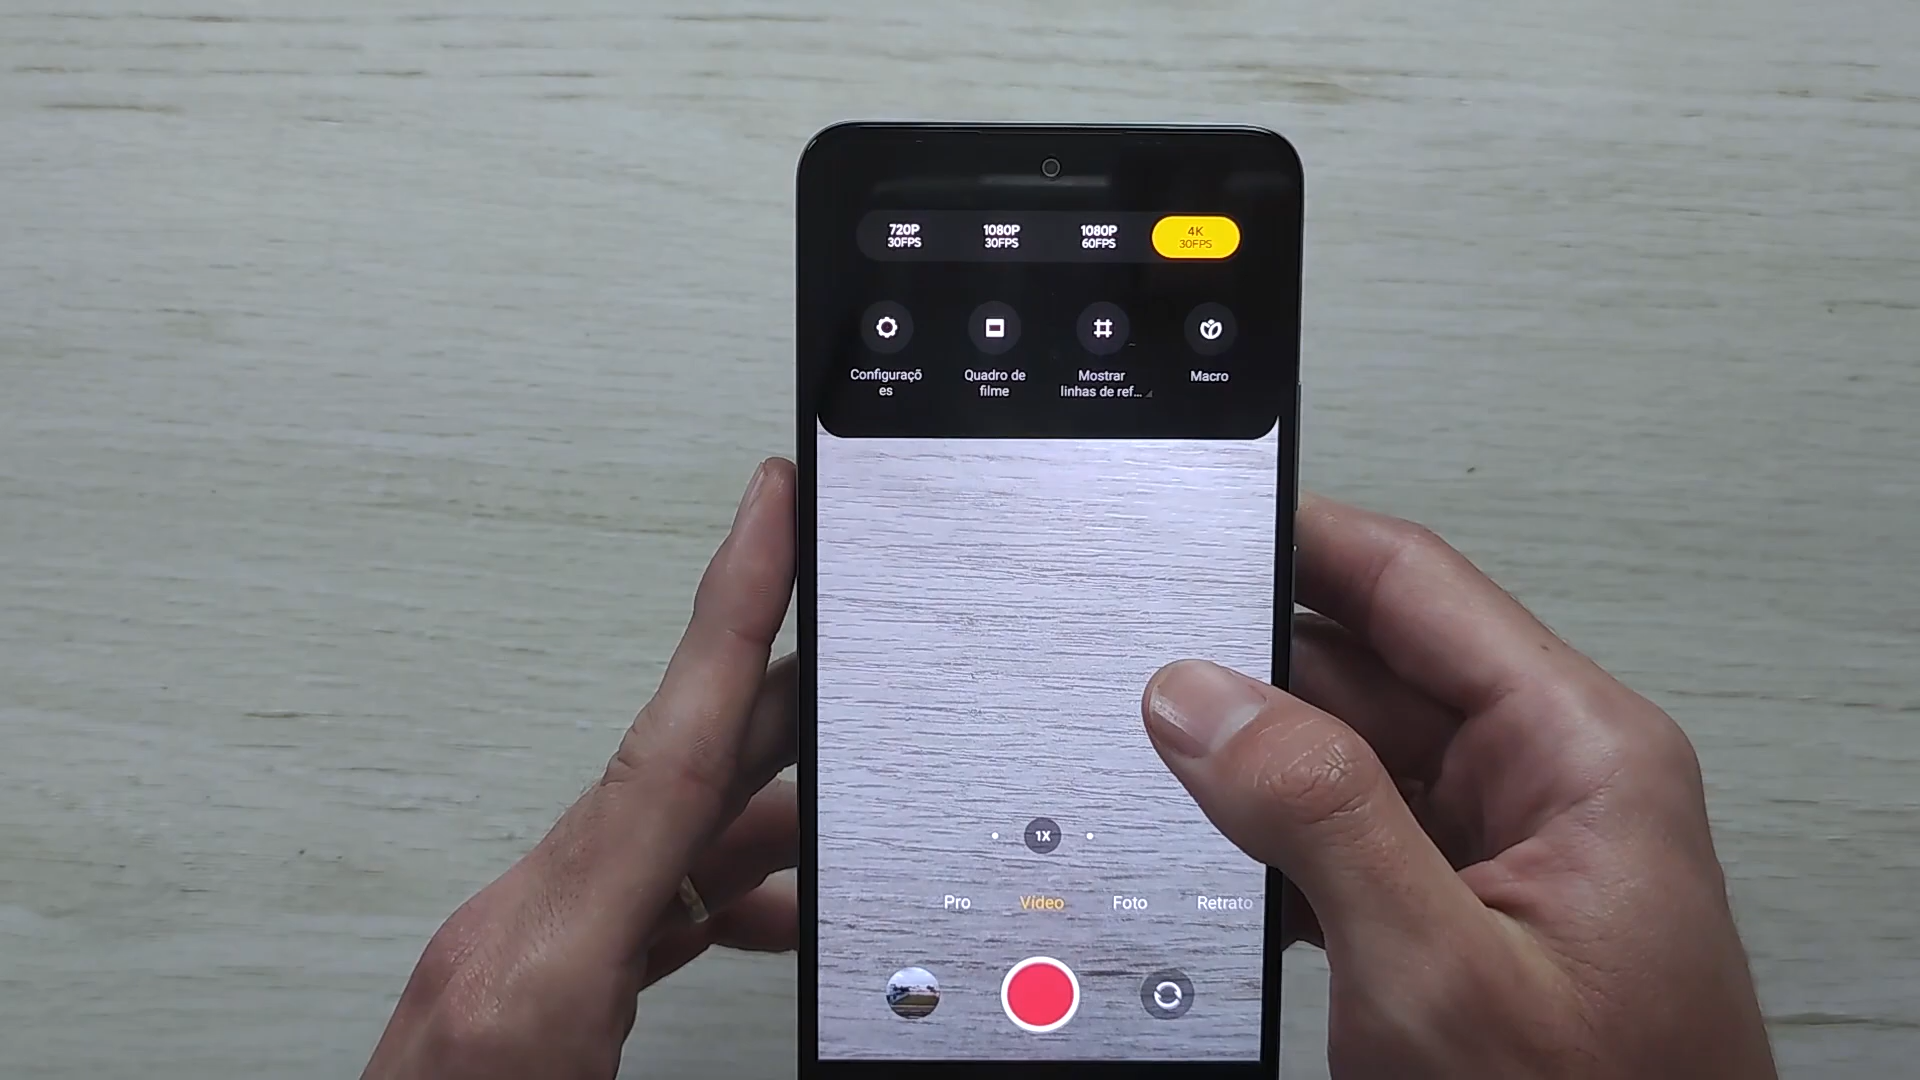 720P 1080P 1080P 4K
30FPS 30FPS 60FPS 30FPS
Configuraçõ Quadro de Mostrar Macro
es filme linhas de ref...
1X
Pro Vídeo Foto Retrato